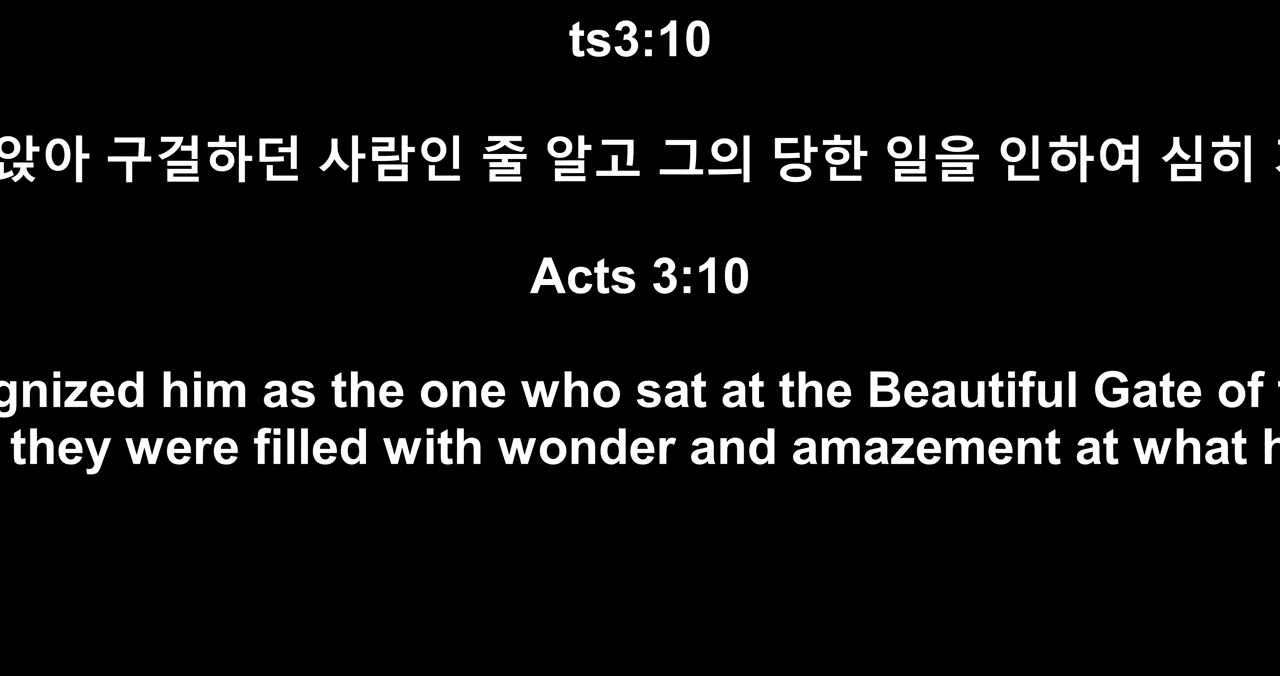 ts3:10
앉아 구걸하던 사람인 줄 알고 그의 당한 일을 인하여 심히
Acts 3:10
gnized him as the one who sat at the Beautiful Gate of
they were filled with wonder and amazement at what